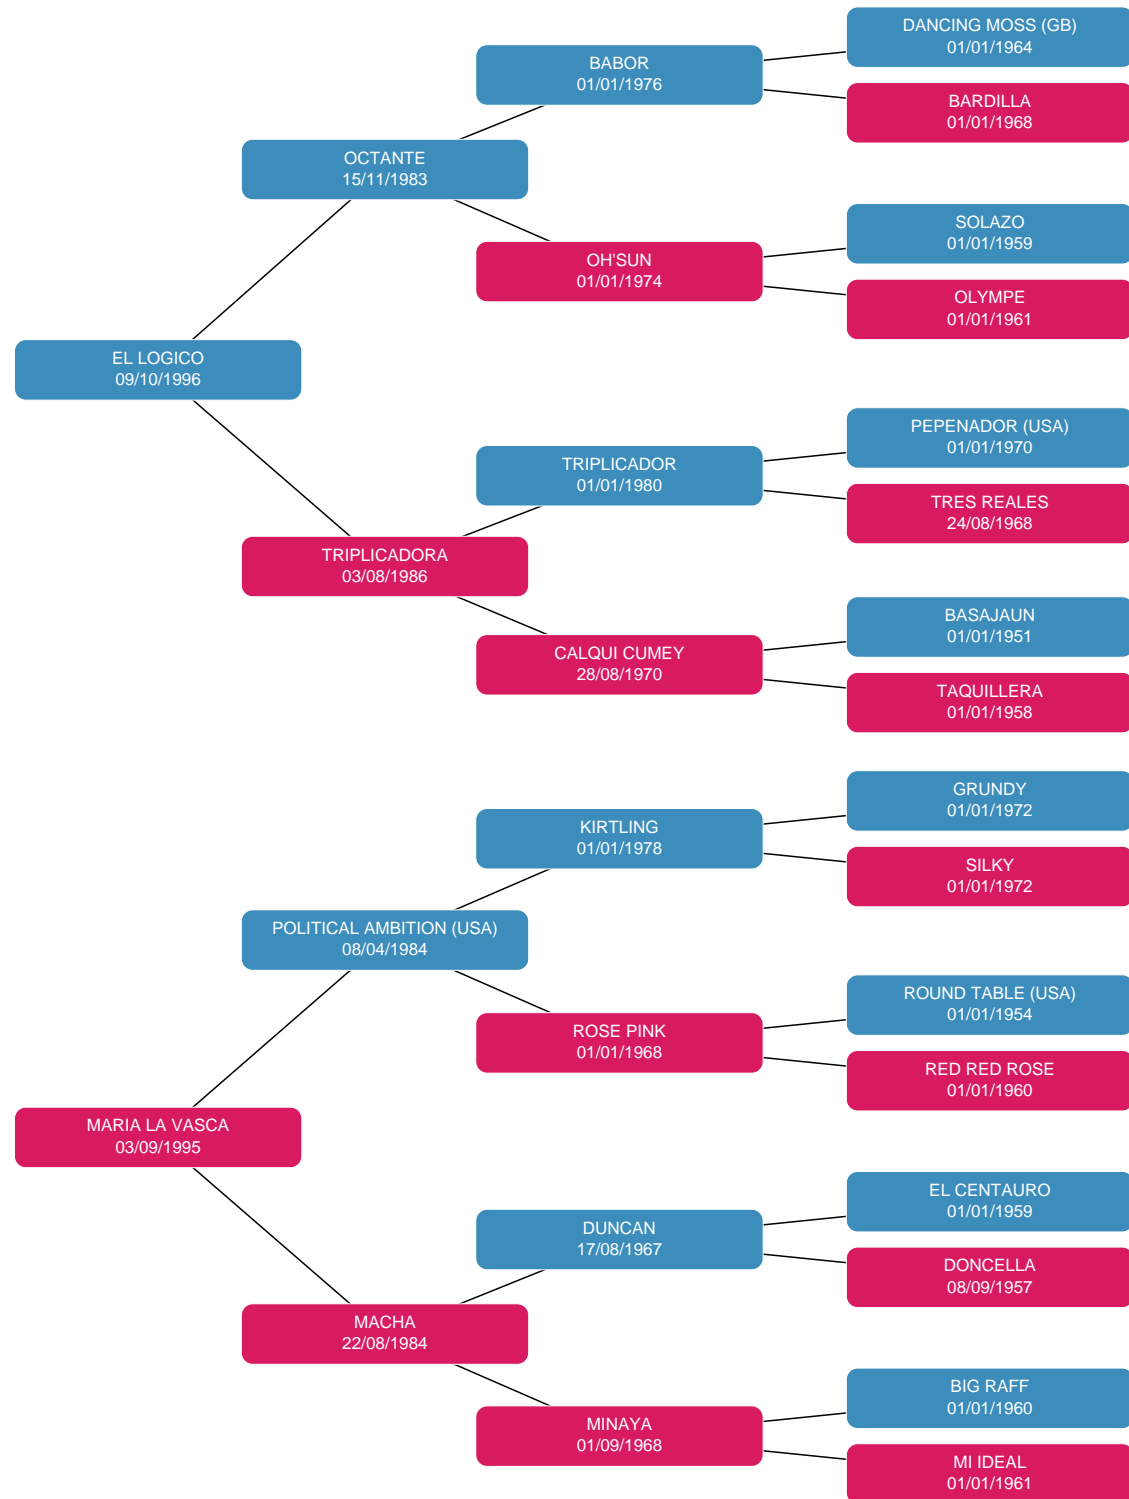 DANCING MOSS (GB)
01/01/1964
BABOR
01/01/1976
BARDILLA
01/01/1968
OCTANTE
15/11/1983
SOLAZO
01/01/1959
OH'SUN
01/01/1974
OLYMPE
01/01/1961
EL LOGICO
09/10/1996
PEPENADOR (USA)
01/01/1970
TRIPLICADOR
01/01/1980
TRES REALES
24/08/1968
TRIPLICADORA
03/08/1986
BASAJAUN
01/01/1951
CALQUI CUMEY
28/08/1970
TAQUILLERA
01/01/1958
GRUNDY
01/01/1972
KIRTLING
01/01/1978
SILKY
01/01/1972
POLITICAL AMBITION (USA)
08/04/1984
ROUND TABLE (USA)
01/01/1954
ROSE PINK
01/01/1968
RED RED ROSE
01/01/1960
MARIA LA VASCA
03/09/1995
EL CENTAURO
01/01/1959
DUNCAN
17/08/1967
DONCELLA
08/09/1957
MACHA
22/08/1984
BIG RAFF
01/01/1960
MINAYA
01/09/1968
MI IDEAL
01/01/1961